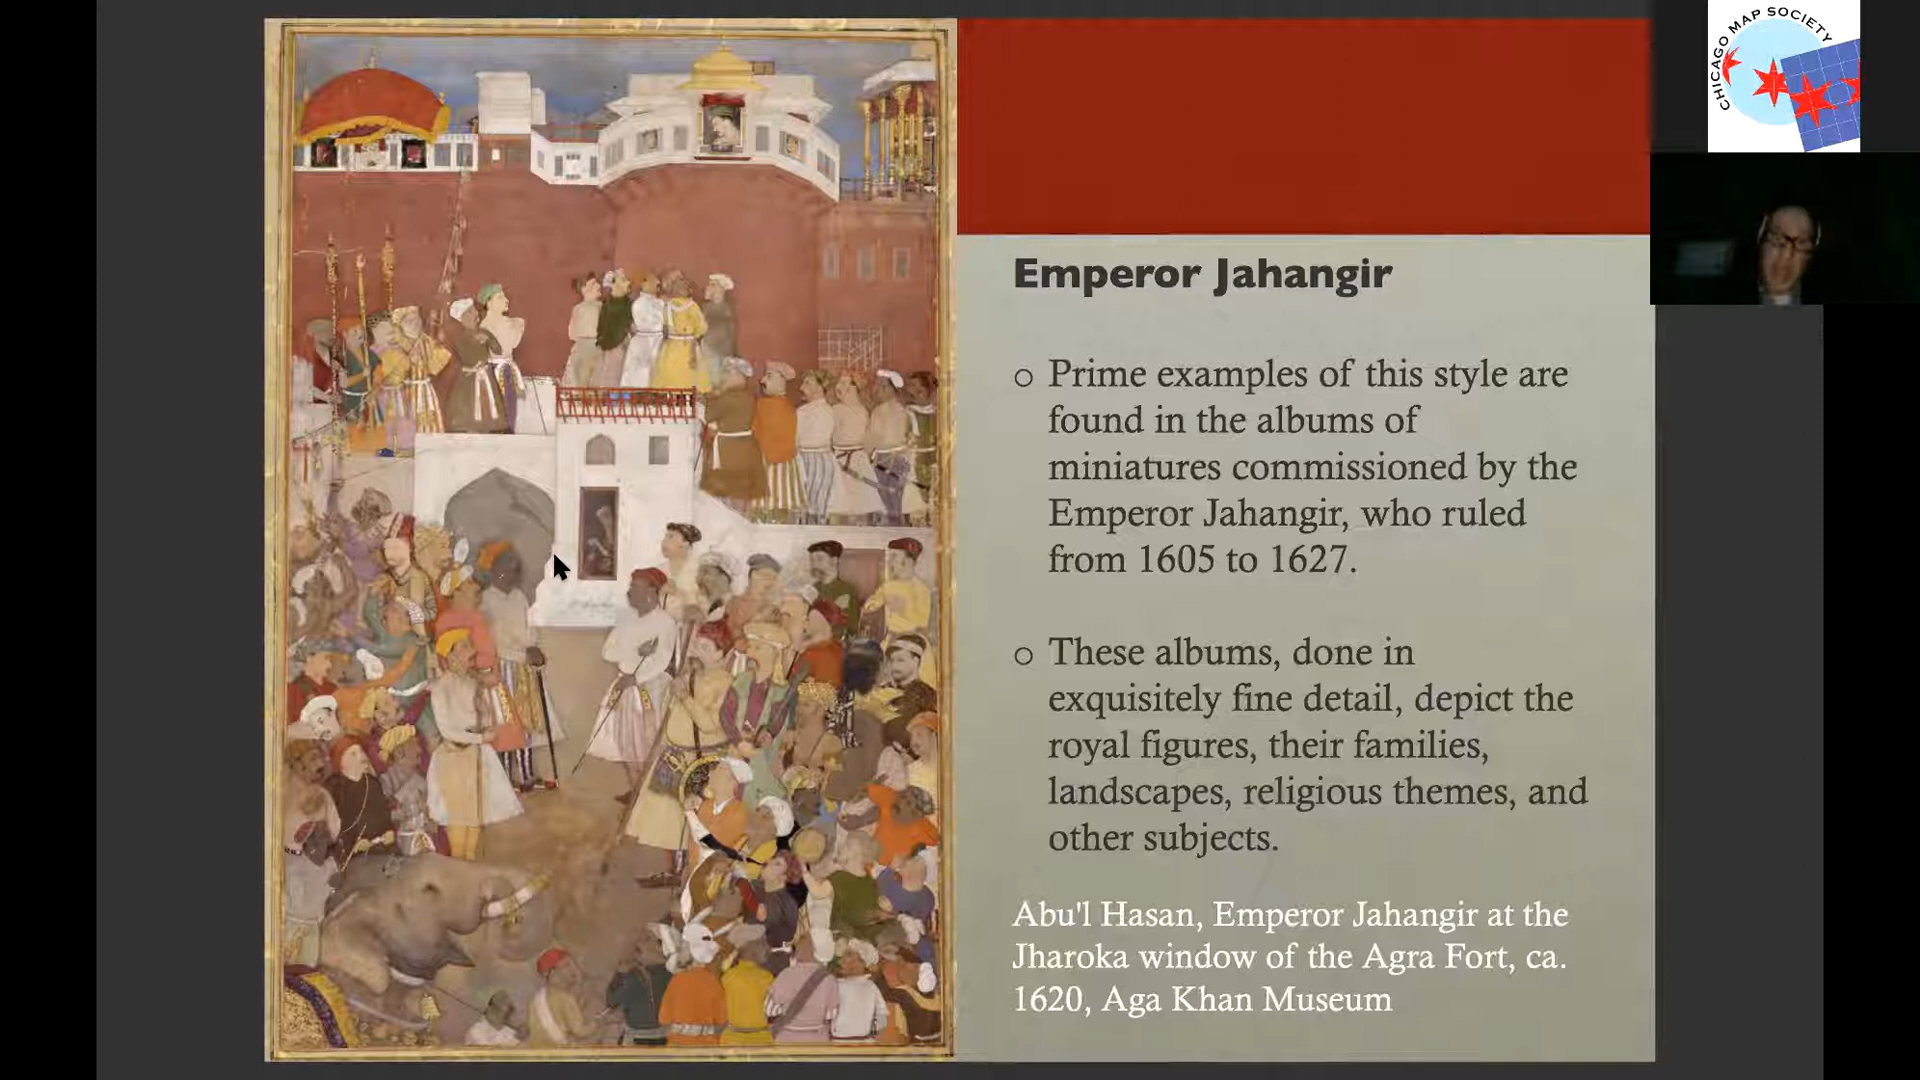 CHICAGO MAP SOCIETY
Emperor Jahangir
Prime examples of this style are
found in the albums of
miniatures commissioned by the
Emperor Jahangir, who ruled
from 1605 to 1627.
These albums, done in
exquisitely fine detail, depict the
royal figures, their families,
landscapes, religious themes, and
other subjects.
Abu'l Hasan, Emperor Jahangir at the
Jharoka window of the Agra Fort, ca.
1620, Aga Khan Museum